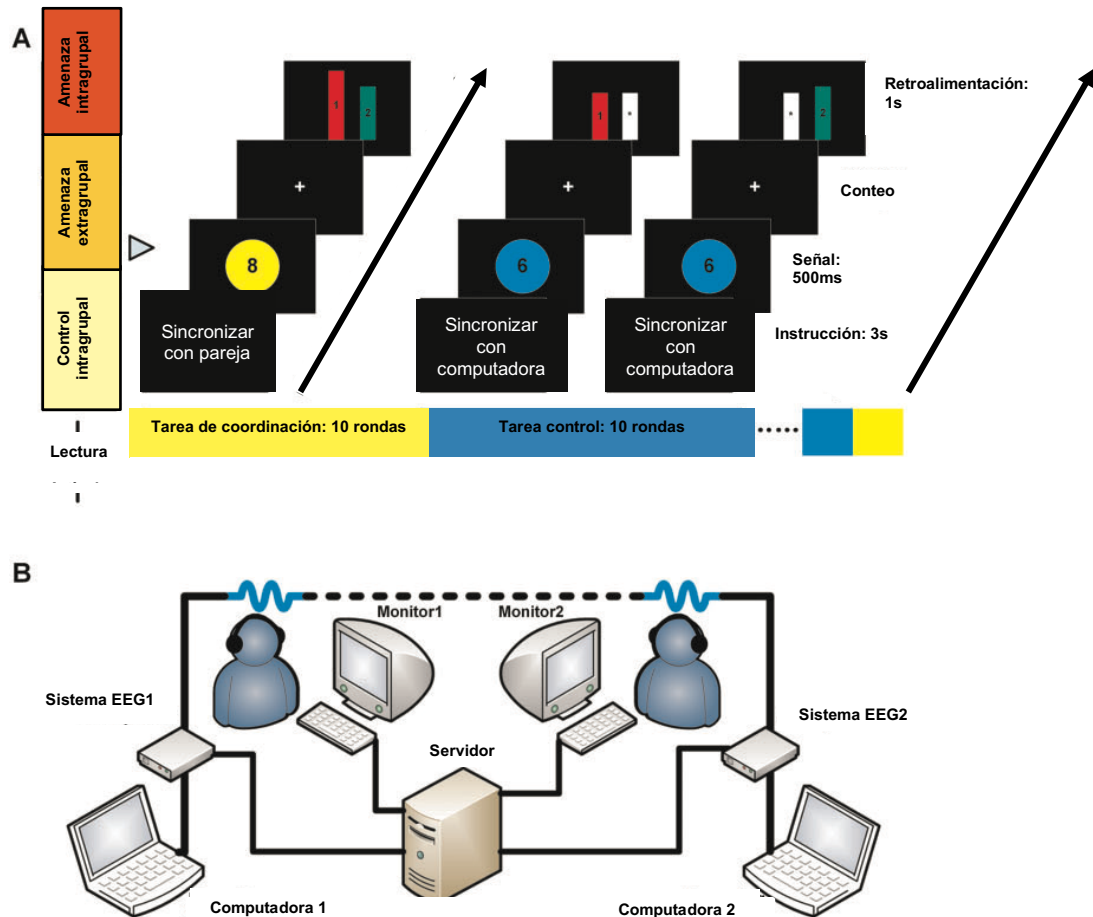 A
Amenaza
intragrupal
Amenaza
extragrupal
Control
intragrupal
Lectura
1
2
+
8
Sincronizar
con pareja
1
*
+
6
Sincronizar
con
computadora
*
2
+
6
Sincronizar
con
computadora
Retroalimentación:
1s
Conteo
Señal:
500ms
Instrucción: 3s
Tarea de coordinación: 10 rondas
Tarea control: 10 rondas
B
Monitor1
Monitor2
Sistema EEG1
Sistema EEG2
Servidor
Computadora 1
Computadora 2